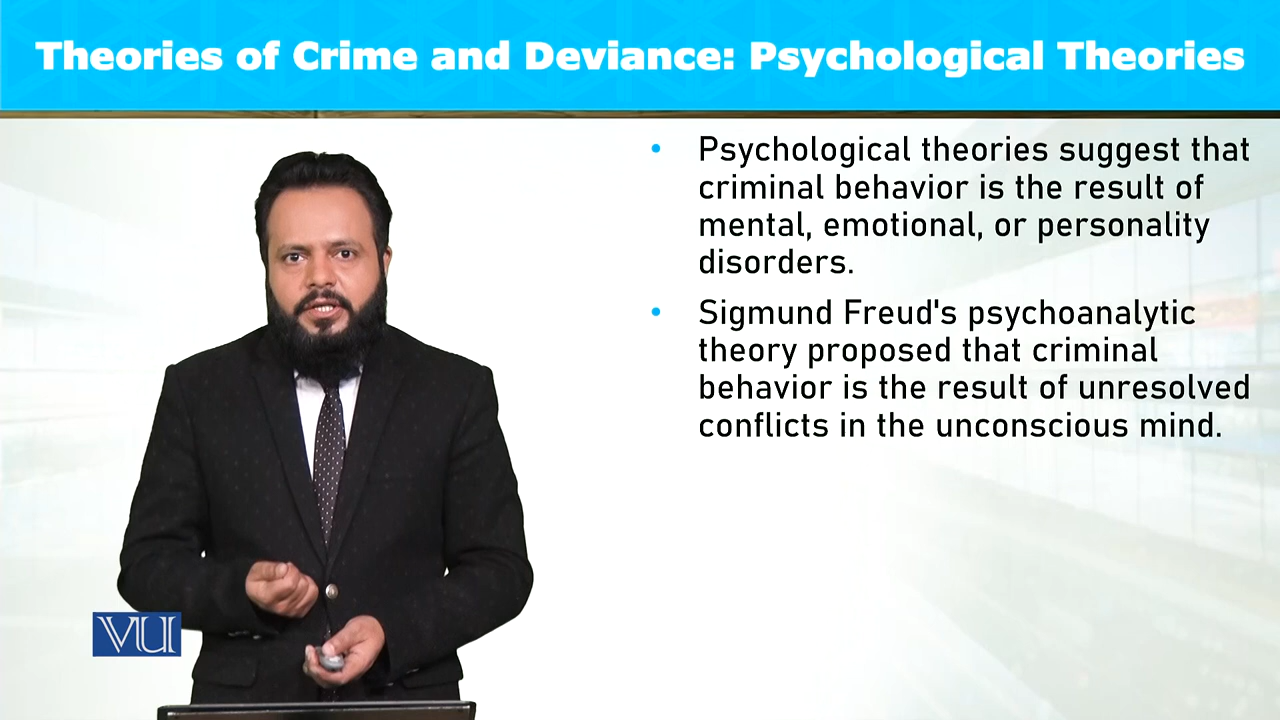 Theories of Crime and Deviance: Psychological Theories
• Psychological theories suggest that
criminal behavior is the result of
mental, emotional, or personality
disorders.
• Sigmund Freud's psychoanalytic
theory proposed that criminal
behavior is the result of unresolved
conflicts in the unconscious mind.
VU